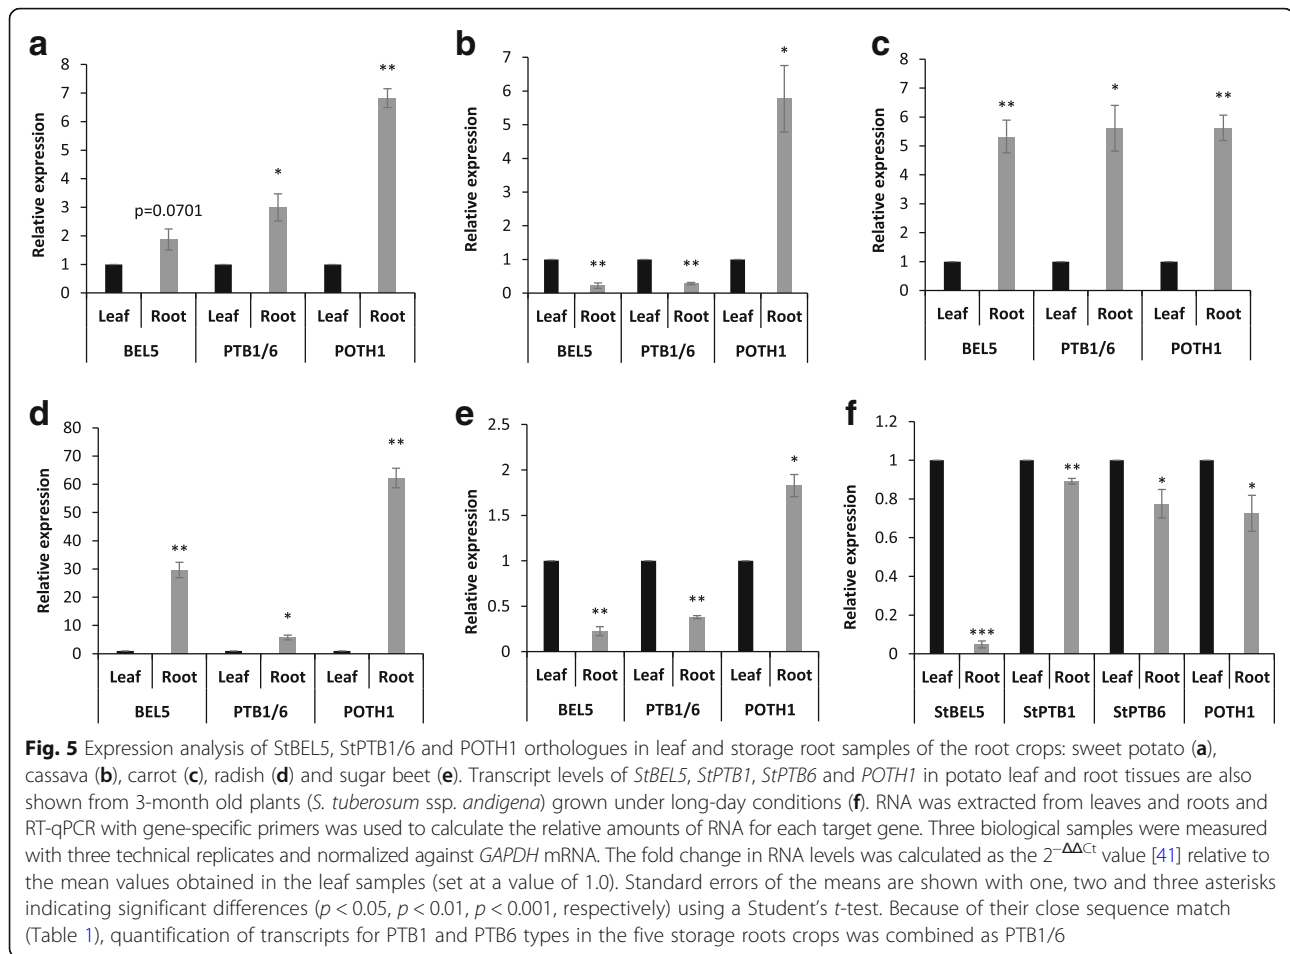 a
8
7
6
5
4
3
2
1
0
Relative expression
p=0.0701
*
**
Leaf Root Leaf Root Leaf Root
BEL5 PTB1/6 POTH1
b
7
6
5
4
3
2
1
0
Relative expression
**
**
*
Leaf Root Leaf Root Leaf Root
BEL5 PTB1/6 POTH1
c
8
7
6
5
4
3
2
1
0
Relative expression
**
*
**
Leaf Root Leaf Root Leaf Root
BEL5 PTB1/6 POTH1
d
80
70
60
50
40
30
20
10
0
Relative expression
**
*
**
Leaf Root Leaf Root Leaf Root
BEL5 PTB1/6 POTH1
e
2.5
2
1.5
1
0.5
0
Relative expression
**
**
*
Leaf Root Leaf Root Leaf Root
BEL5 PTB1/6 POTH1
f
1.2
1
0.8
0.6
0.4
0.2
0
Relative expression
***
**
*
*
Leaf Root Leaf Root Leaf Root Leaf Root
StBEL5 StPTB1 StPTB6 POTH1
Fig. 5 Expression analysis of StBEL5, StPTB1/6 and POTH1 orthologues in leaf and storage root samples of the root crops: sweet potato (a),
cassava (b), carrot (c), radish (d) and sugar beet (e). Transcript levels of StBEL5, StPTB1, StPTB6 and POTH1 in potato leaf and root tissues are also
shown from 3-month old plants (S. tuberosum ssp. andigena) grown under long-day conditions (f). RNA was extracted from leaves and roots and
RT-qPCR with gene-specific primers was used to calculate the relative amounts of RNA for each target gene. Three biological samples were measured
with three technical replicates and normalized against GAPDH mRNA. The fold change in RNA levels was calculated as the 2−ΔΔCt value [41] relative to
the mean values obtained in the leaf samples (set at a value of 1.0). Standard errors of the means are shown with one, two and three asterisks
indicating significant differences (p < 0.05, p < 0.01, p < 0.001, respectively) using a Student's t-test. Because of their close sequence match
(Table 1), quantification of transcripts for PTB1 and PTB6 types in the five storage roots crops was combined as PTB1/6